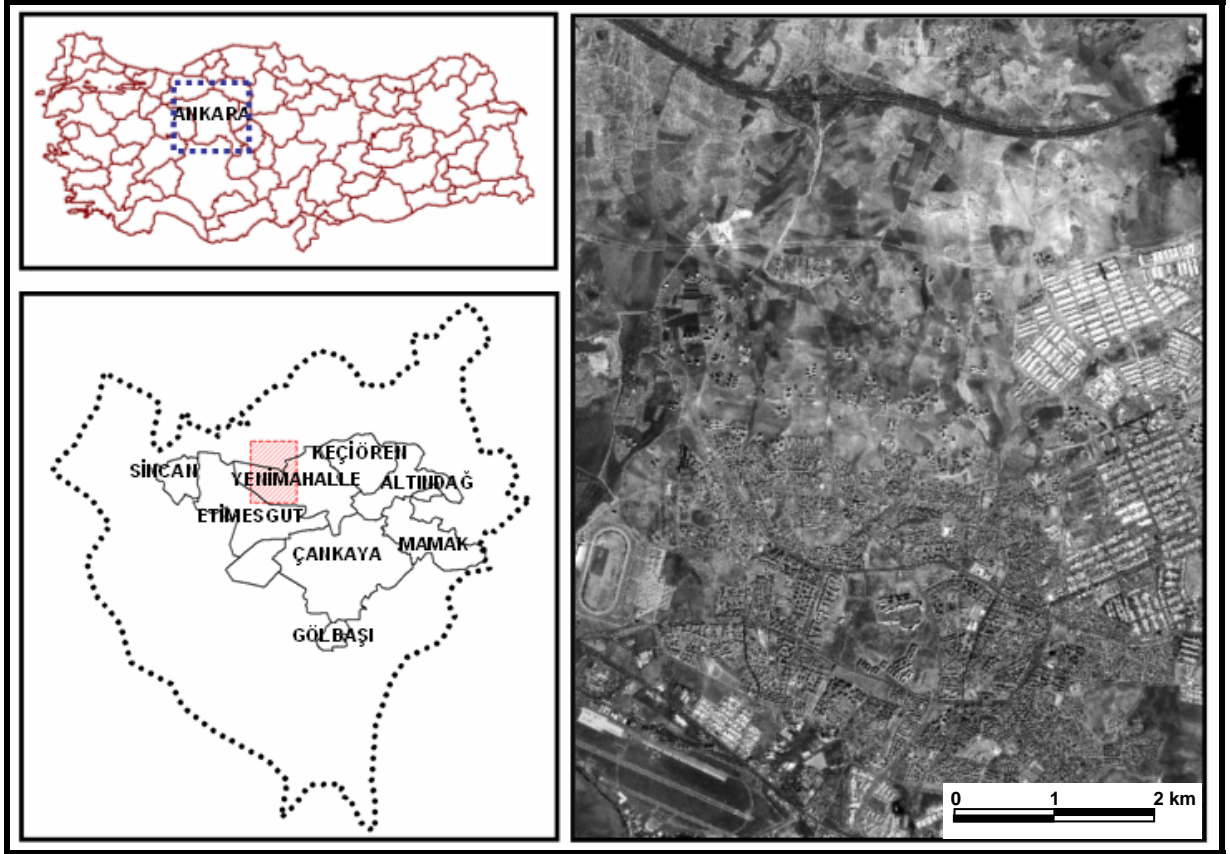 ANKARA
KEÇİÖREN
SİNCAN
YENİMAHALLE
ALTINDAĞ
ETİMESGUT
MAMAK
ÇANKAYA
GÖLBAŞI
0 1 2 km